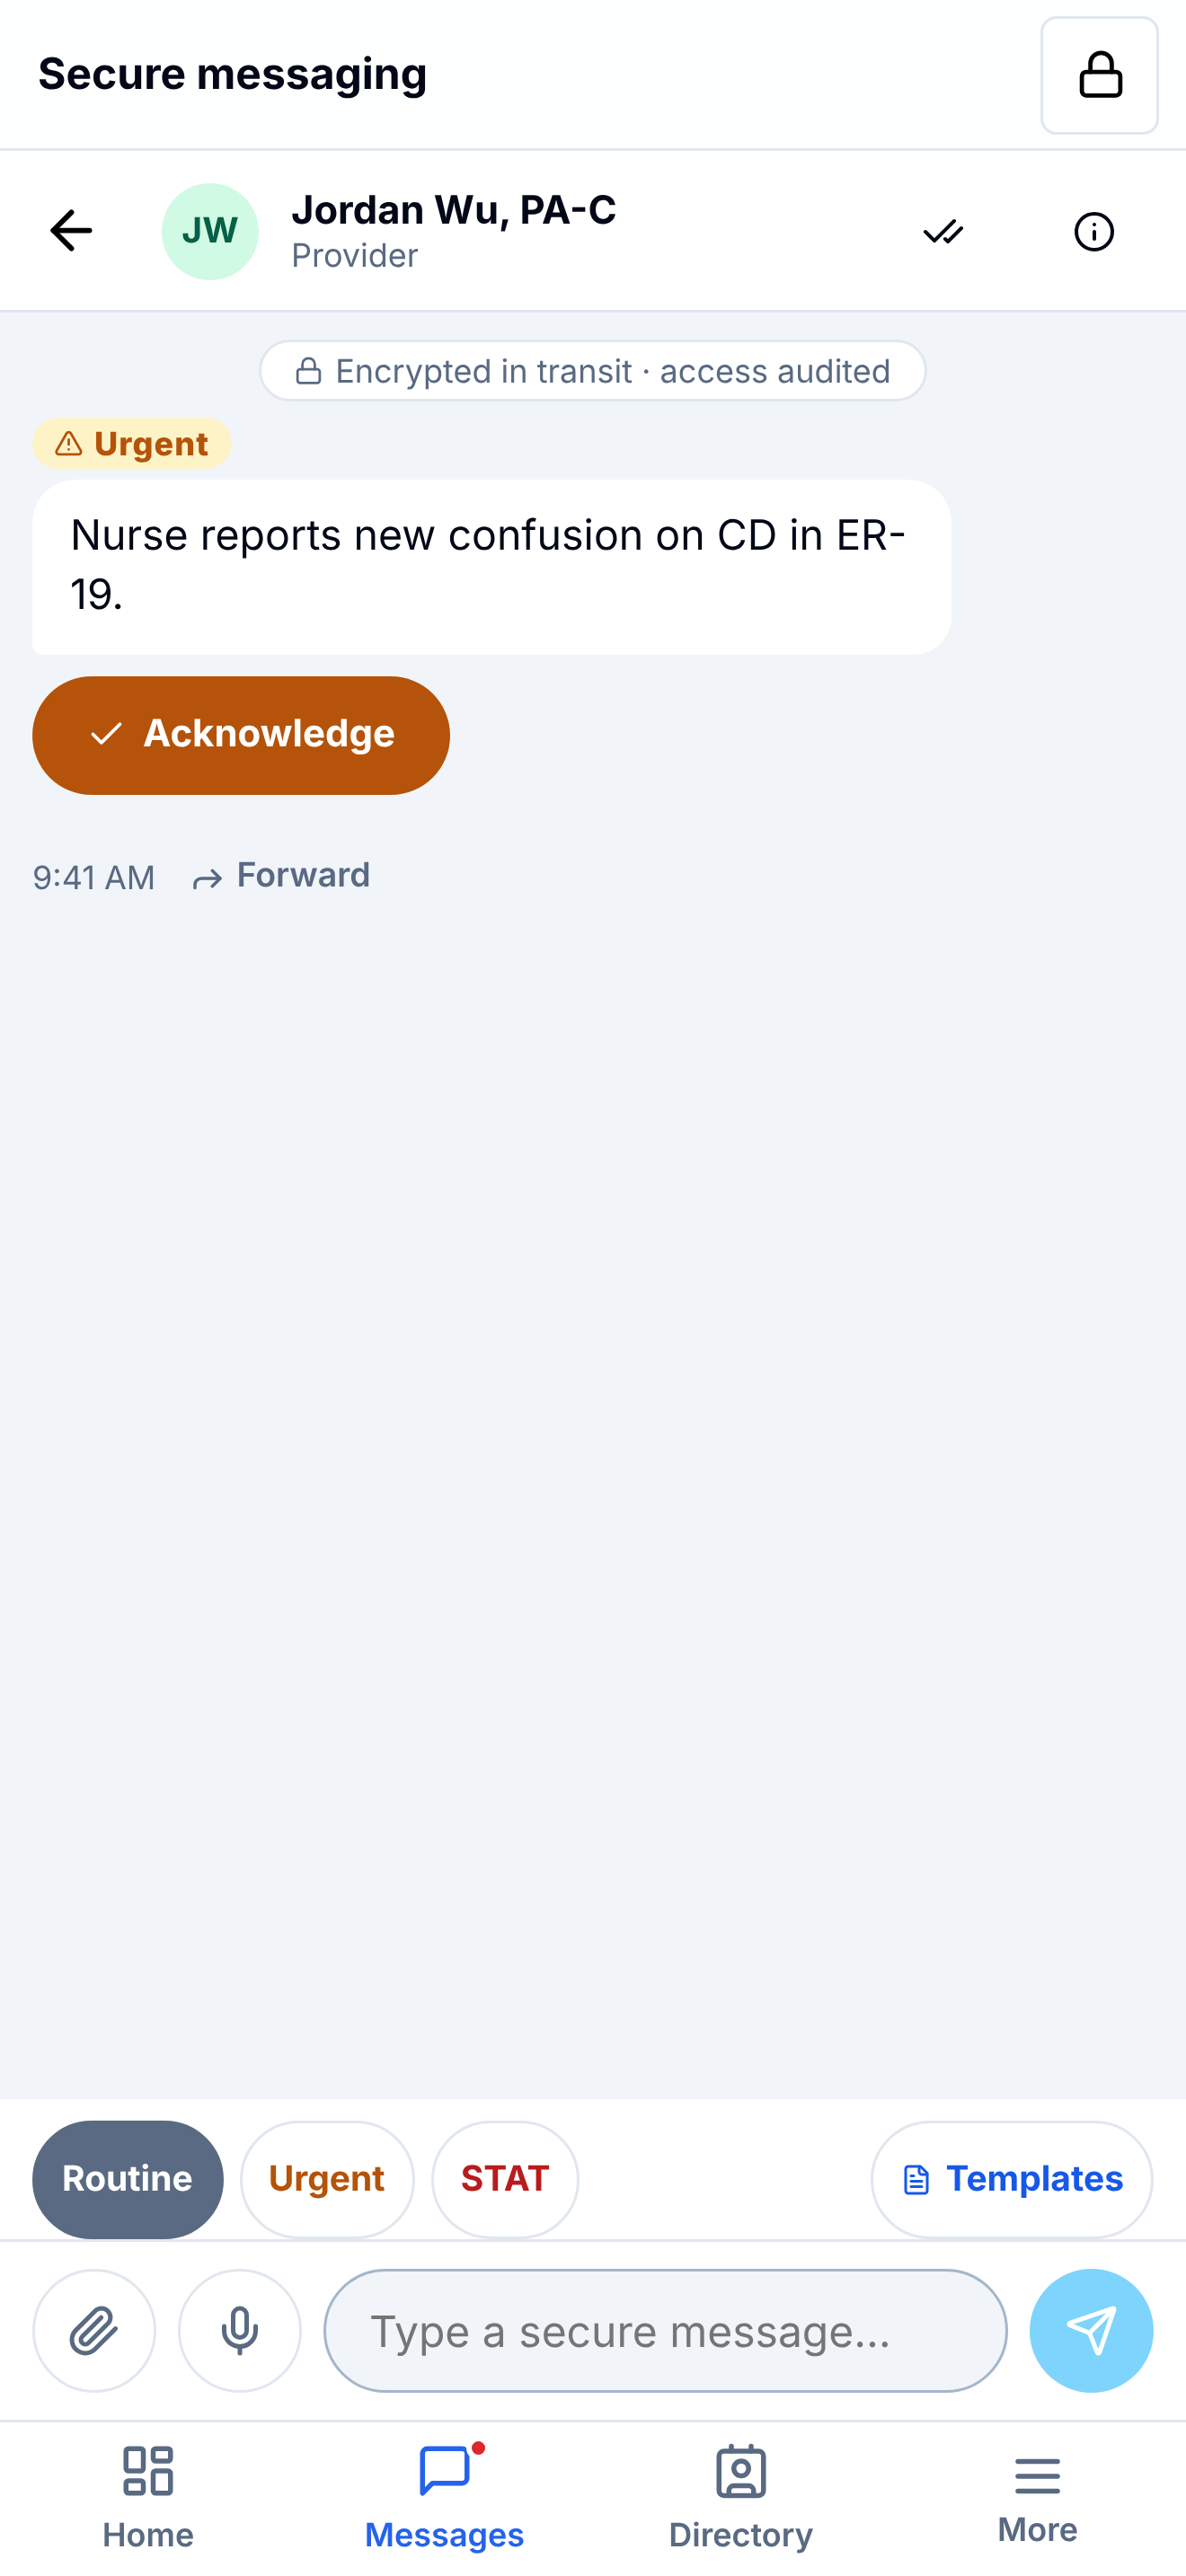 Secure messaging
JW
Jordan Wu, PA-C
Provider
Encrypted in transit · access audited
Urgent
Nurse reports new confusion on CD in ER-
19.
Acknowledge
9:41 AM Forward
Routine Urgent STAT Templates
Type a secure message...
Home Messages Directory More